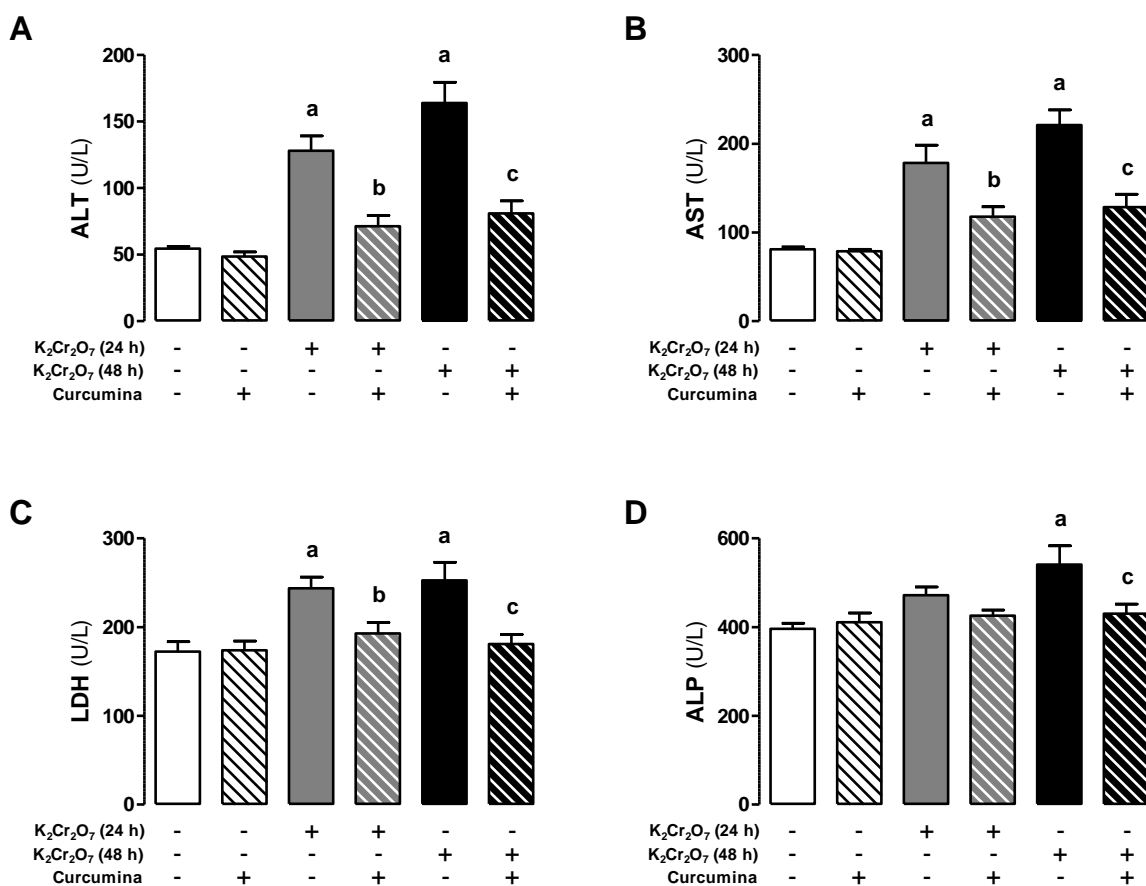 A
B
200
150
100
50
0
ALT (U/L)
a
b
a
c
K₂Cr₂O₇ (24 h) - - + + - -
K₂Cr₂O₇ (48 h) - - - - + +
Curcumina - + - + - +
300
200
100
0
AST (U/L)
a
b
a
c
K₂Cr₂O₇ (24 h) - - + + - -
K₂Cr₂O₇ (48 h) - - - - + +
Curcumina - + - + - +
C
D
300
200
100
0
LDH (U/L)
a
b
a
c
K₂Cr₂O₇ (24 h) - - + + - -
K₂Cr₂O₇ (48 h) - - - - + +
Curcumina - + - + - +
600
400
200
0
ALP (U/L)
a
c
K₂Cr₂O₇ (24 h) - - + + - -
K₂Cr₂O₇ (48 h) - - - - + +
Curcumina - + - + - +